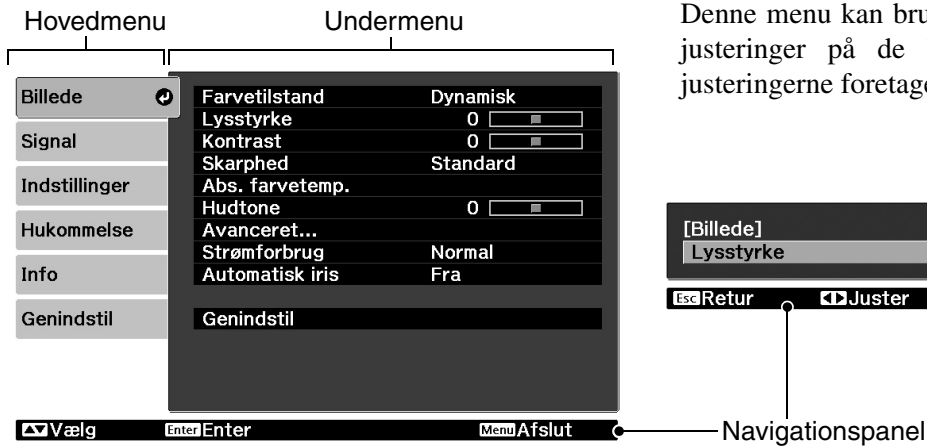 Hovedmenu
Undermenu
Billede
Signal
Indstillinger
Hukommelse
Info
Genindstil
Farvetilstand Dynamisk
Lysstyrke 0
Kontrast 0
Skarphed Standard
Abs. farvetemp.
Hudtone 0
Avanceret...
Strømforbrug Normal
Automatisk iris Fra
Genindstil
Vælg Enter Enter Menu Afslut
Denne menu kan
justeringer på de
justeringerne
[Billede]
Lysstyrke
Esc Retur Juster
Navigationspanel